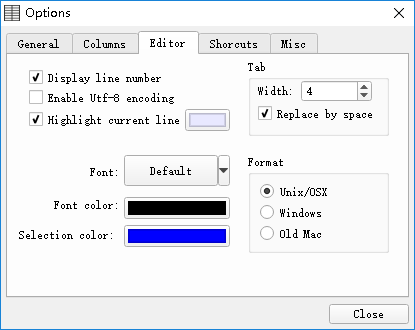 Options
General Columns Editor Shorcuts Misc
Display line number
Enable Utf-8 encoding
Highlight current line
Tab
Width: 4
Replace by space
Font: Default
Font color:
Selection color:
Format
Unix/OSX
Windows
Old Mac
Close